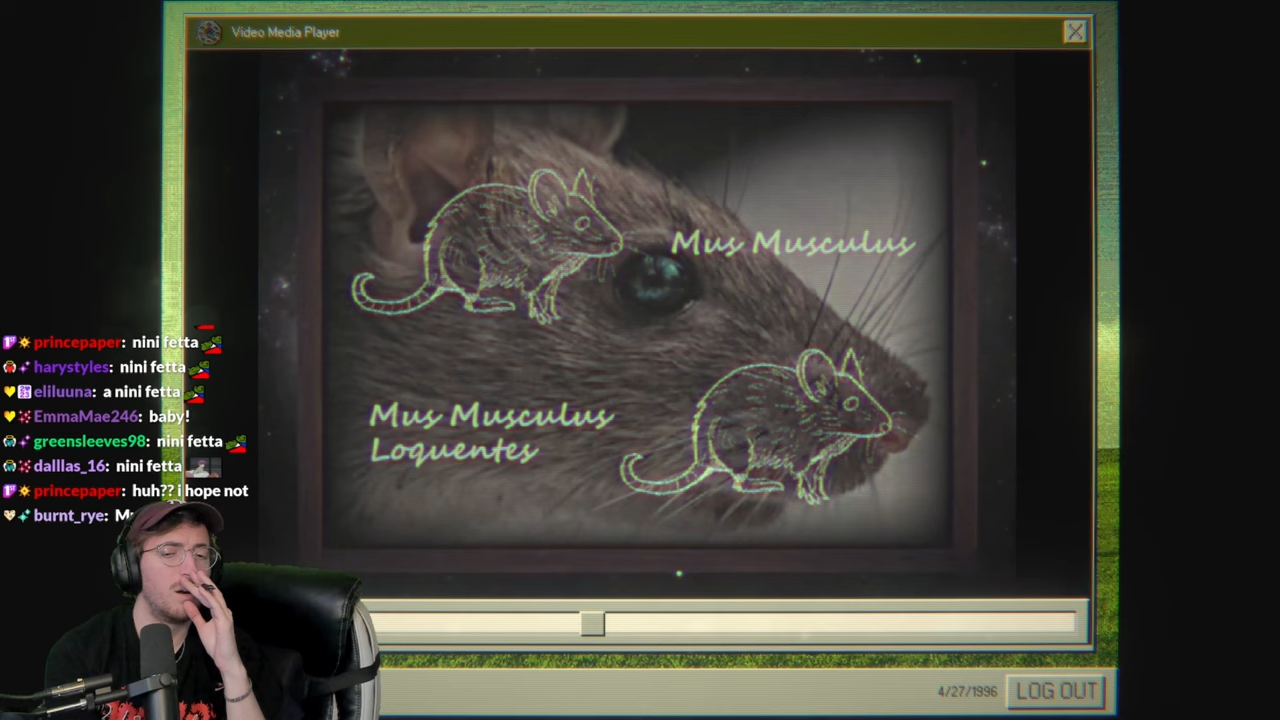 Video Media Player
Mus Musculus
Mus Musculus
Loquentes
princepaper: nini fetta
harystyles: nini fetta
eliluuna: a nini fetta
EmmaMae246: baby!
greensleeves98: nini fetta
dalllas_16: nini fetta
princepaper: huh?? i hope not
burnt_rye:
4/27/1996
LOG OUT